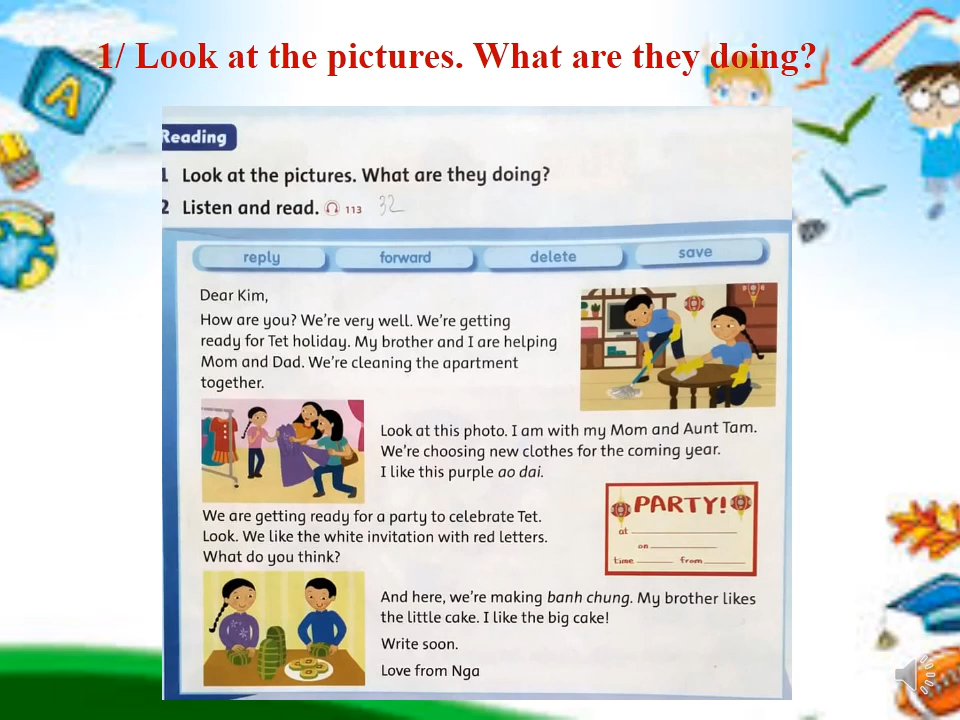 1/ Look at the pictures. What are they doing?
A
Reading
1 Look at the pictures. What are they doing?
2 Listen and read. 113 32
reply forward delete save
Dear Kim,
How are you? We're very well. We're getting
ready for Tet holiday. My brother and I are helping
Mom and Dad. We're cleaning the apartment
together.
Look at this photo. I am with my Mom and Aunt Tam.
We're choosing new clothes for the coming year.
I like this purple ao dai.
We are getting ready for a party to celebrate Tet.
Look. We like the white invitation with red letters.
What do you think?
PARTY!
at
on
time from
And here, we're making banh chung. My brother likes
the little cake. I like the big cake!
Write soon.
Love from Nga